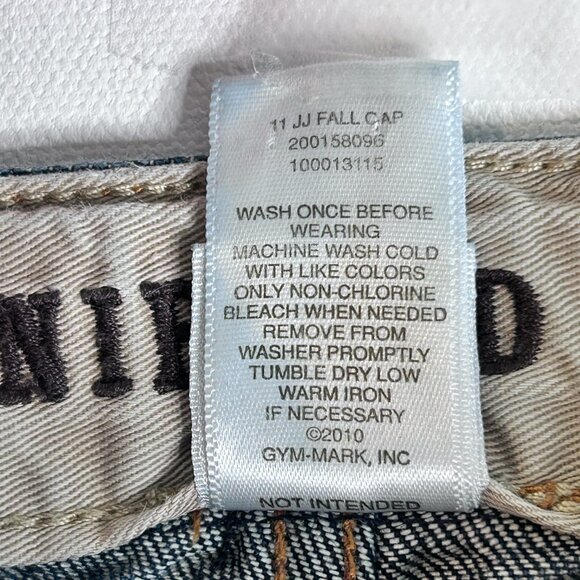 11 JJ FALL CAP
200158096
100013115
WASH ONCE BEFORE
WEARING
MACHINE WASH COLD
WITH LIKE COLORS
ONLY NON-CHLORINE
BLEACH WHEN NEEDED
REMOVE FROM
WASHER PROMPTLY
TUMBLE DRY LOW
WARM IRON
IF NECESSARY
©2010
GYM-MARK, INC
NOT INTENDED